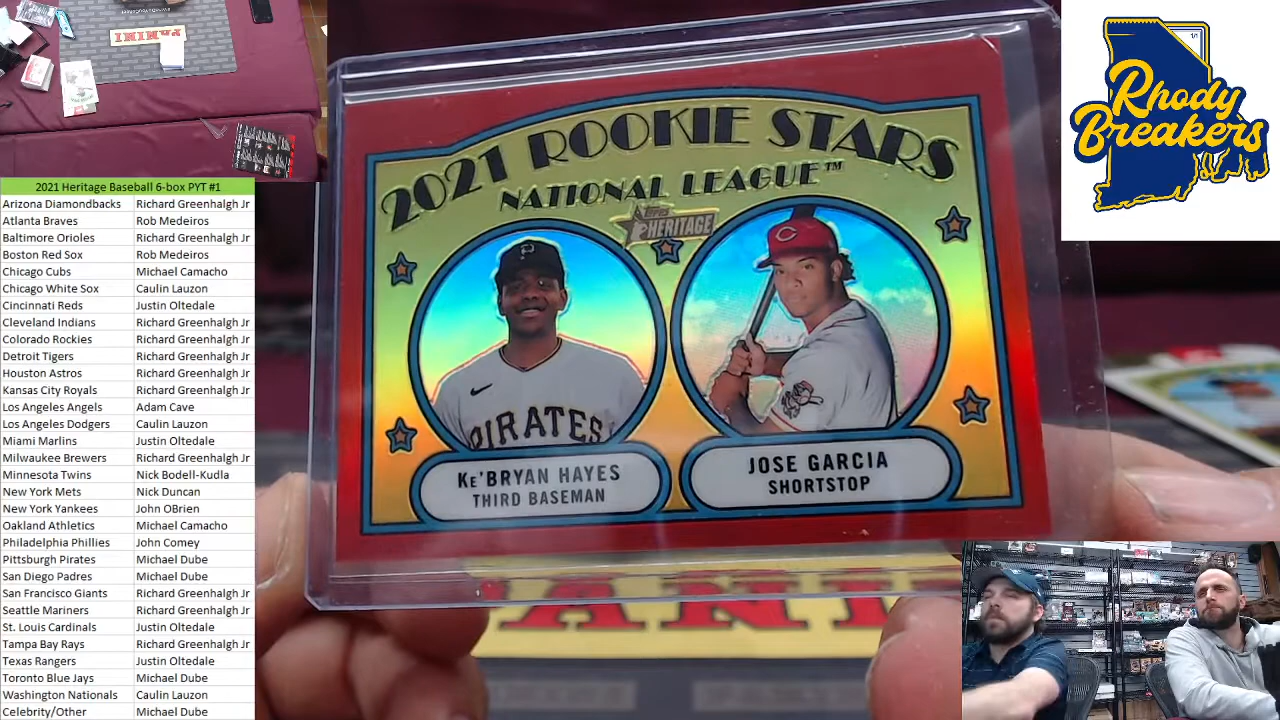 PANINI
2021 Heritage Baseball 6-box PYT #1
Arizona Diamondbacks Richard Greenhalgh Jr
Atlanta Braves Rob Medeiros
Baltimore Orioles Richard Greenhalgh Jr
Boston Red Sox Rob Medeiros
Chicago Cubs Michael Camacho
Chicago White Sox Caulin Lauzon
Cincinnati Reds Justin Oltedale
Cleveland Indians Richard Greenhalgh Jr
Colorado Rockies Richard Greenhalgh Jr
Detroit Tigers Richard Greenhalgh Jr
Houston Astros Richard Greenhalgh Jr
Kansas City Royals Richard Greenhalgh Jr
Los Angeles Angels Adam Cave
Los Angeles Dodgers Caulin Lauzon
Miami Marlins Justin Oltedale
Milwaukee Brewers Richard Greenhalgh Jr
Minnesota Twins Nick Bodell-Kudla
New York Mets Nick Duncan
New York Yankees John OBrien
Oakland Athletics Michael Camacho
Philadelphia Phillies John Comey
Pittsburgh Pirates Michael Dube
San Diego Padres Michael Dube
San Francisco Giants Richard Greenhalgh Jr
Seattle Mariners Richard Greenhalgh Jr
St. Louis Cardinals Justin Oltedale
Tampa Bay Rays Richard Greenhalgh Jr
Texas Rangers Justin Oltedale
Toronto Blue Jays Michael Dube
Washington Nationals Caulin Lauzon
Celebrity/Other Michael Dube
2021 ROOKIE STARS
NATIONAL LEAGUE™
TOPPS
HERITAGE
P
C
PIRATES
KE'BRYAN HAYES
THIRD BASEMAN
JOSE GARCIA
SHORTSTOP
ANINI
1/1
Rhody
Breakers